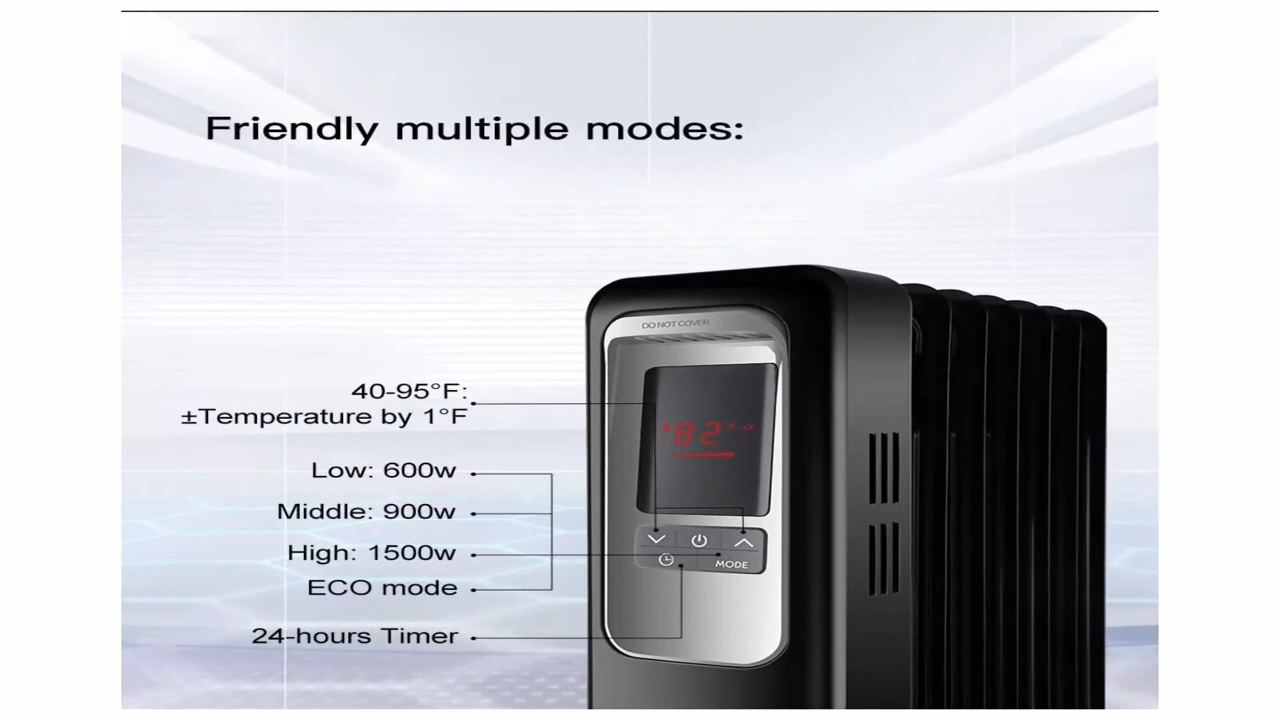 Friendly multiple modes:
DO NOT COVER
40-95°F:
±Temperature by 1°F
82
Low: 600w
Middle: 900w
High: 1500w
MODE
ECO mode
24-hours Timer